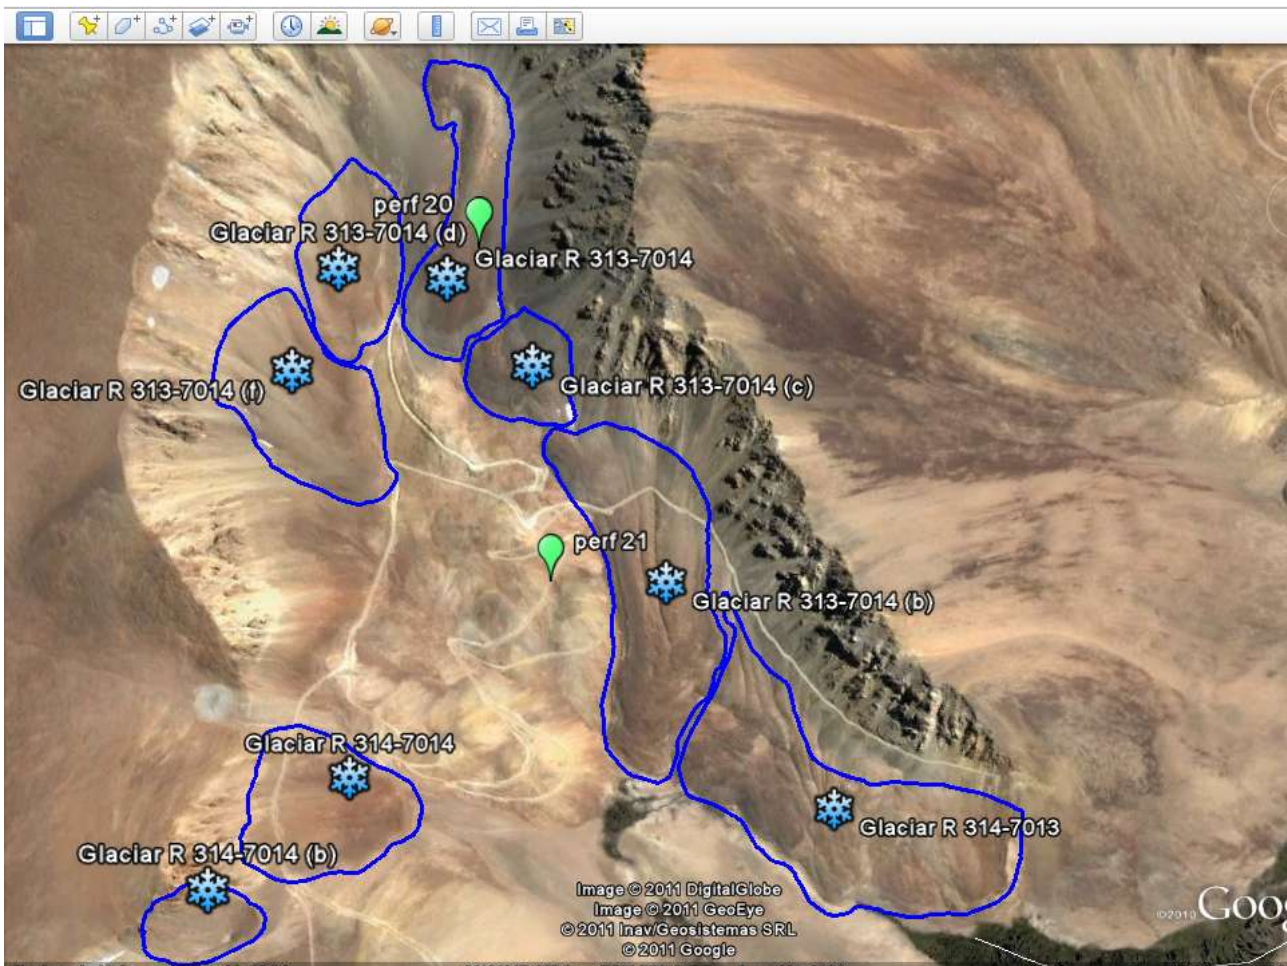 perf 20
Glaciar R 313-7014 (d)
Glaciar R 313-7014
Glaciar R 313-7014 (f)
Glaciar R 313-7014 (c)
perf 21
Glaciar R 313-7014 (b)
Glaciar R 314-7014
Glaciar R 314-7013
Glaciar R 314-7014 (b)
Image © 2011 DigitalGlobe
Image © 2011 GeoEye
© 2011 Inav/Geosistemas SRL
© 2011 Google
©2010 Goo